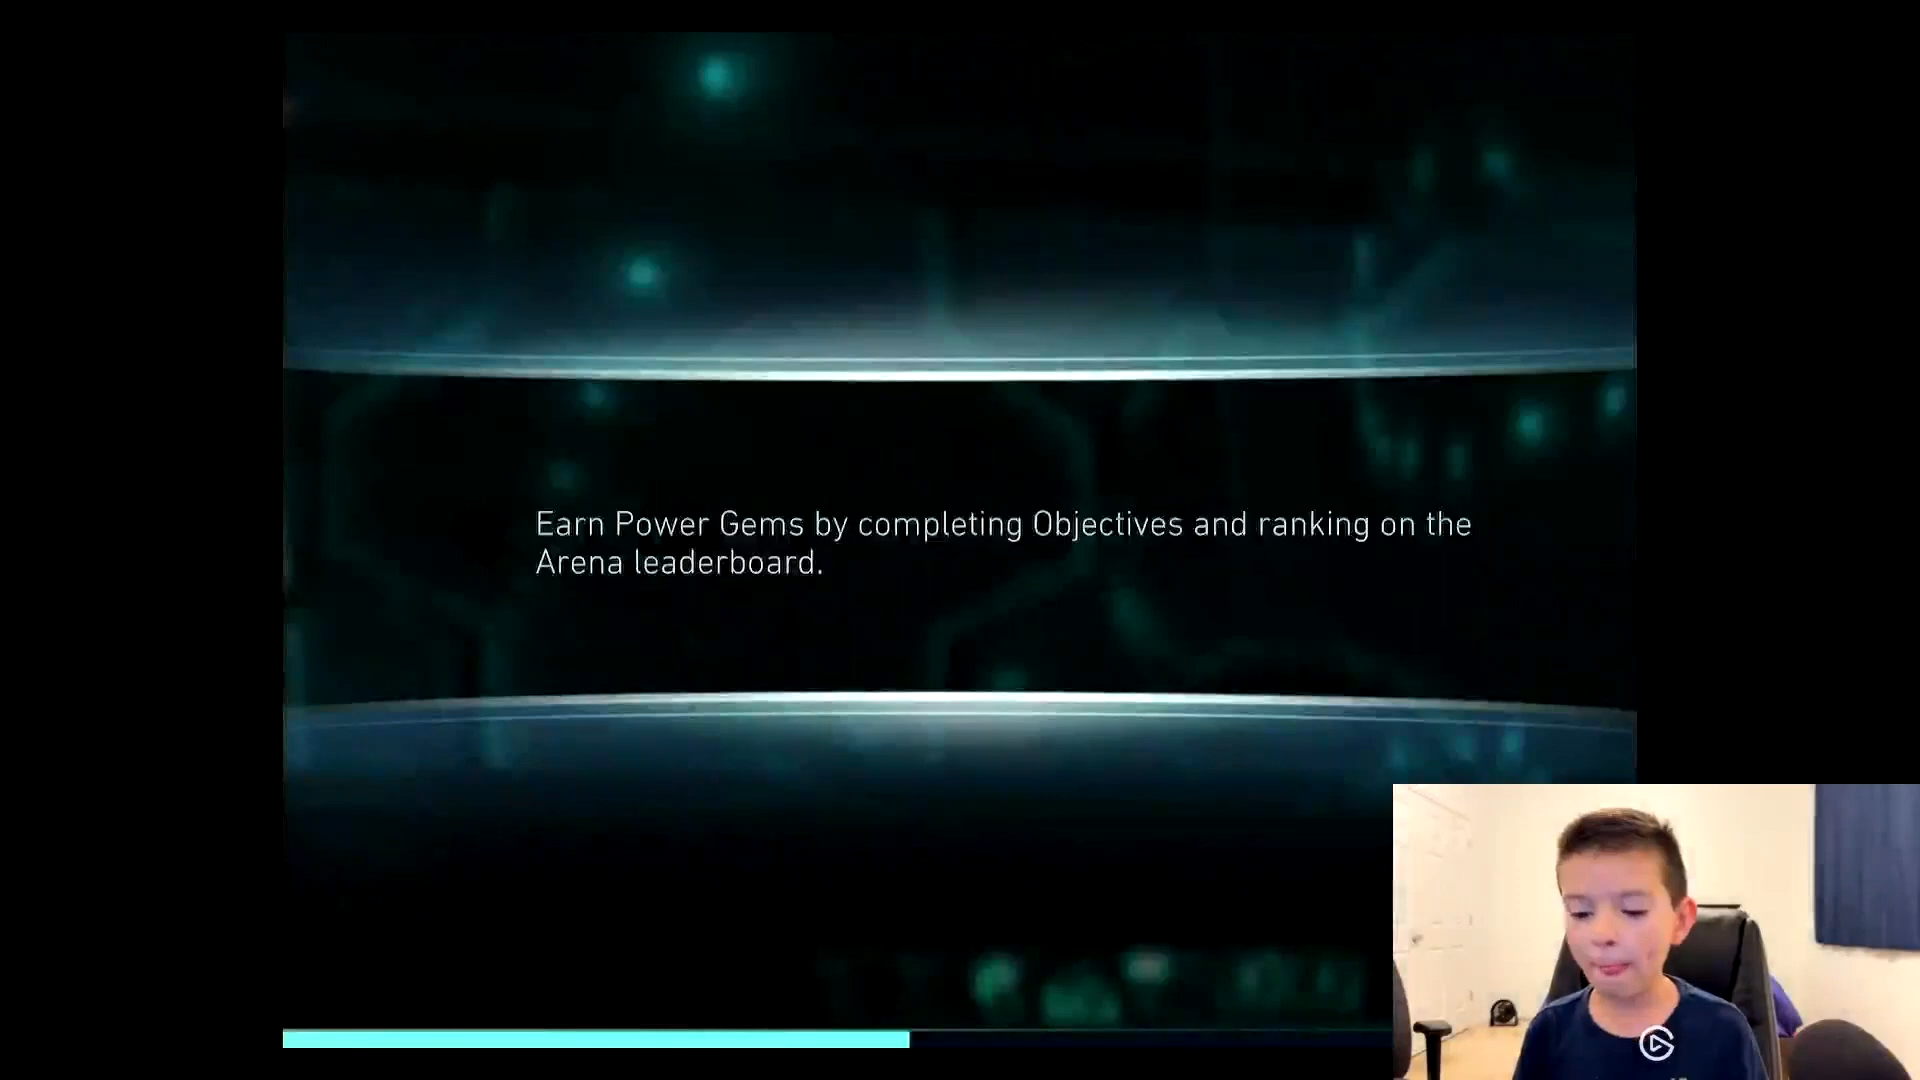 Earn Power Gems by completing Objectives and ranking on the
Arena leaderboard.